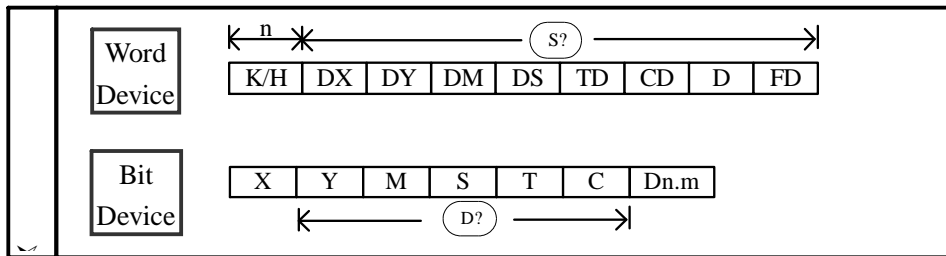 Word
Device
n
S?
K/H DX DY DM DS TD CD D FD
Bit
Device
X Y M S T C Dn.m
D?